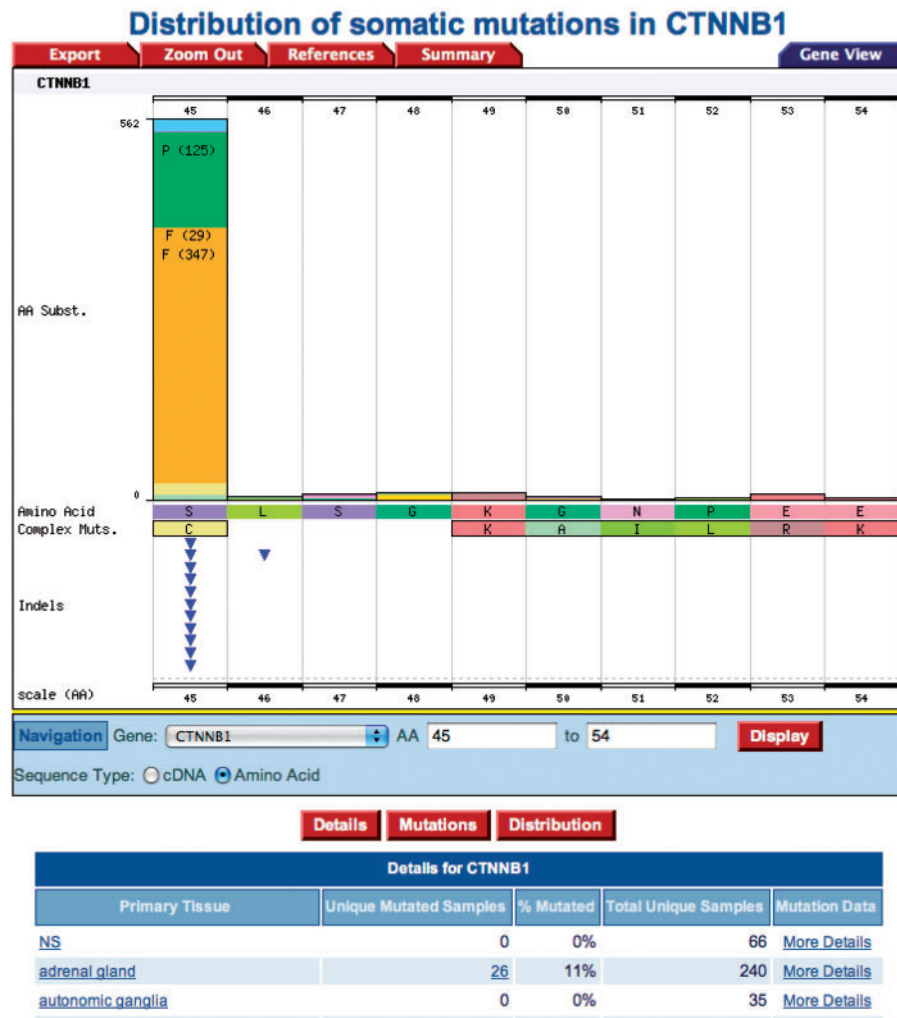 Distribution of somatic mutations in CTNNB1
Export Zoom Out References Summary Gene View
CTNNB1
45 46 47 48 49 50 51 52 53 54
562
P (125)
F (29)
F (347)
AA Subst.
0
Amino Acid S L S G K G N P E E
Complex Muts. C K A I L R K
Indels
scale (AA) 45 46 47 48 49 50 51 52 53 54
Navigation Gene: CTNNB1 AA 45 to 54 Display
Sequence Type: cDNA Amino Acid
Details Mutations Distribution
Details for CTNNB1
Primary Tissue Unique Mutated Samples % Mutated Total Unique Samples Mutation Data
NS 0 0% 66 More Details
adrenal gland 26 11% 240 More Details
autonomic ganglia 0 0% 35 More Details